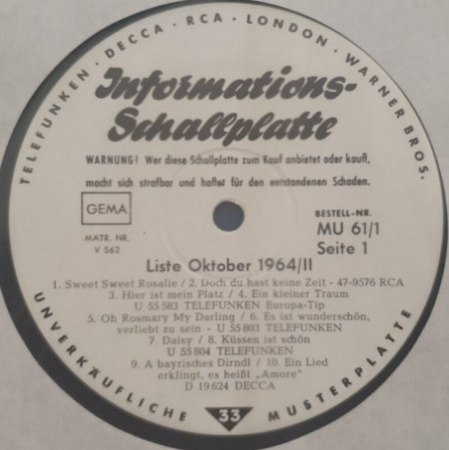 TELEFUNKEN · DECCA · RCA · LONDON · WARNER BROS.
Informations-
Schallplatte
WARNUNG! Wer diese Schallplatte zum Kauf anbietet oder kauft,
macht sich strafbar und haftet für den entstandenen Schaden.
GEMA
MATR. NR.
V 562
BESTELL-NR.
MU 61/1
Seite 1
Liste Oktober 1964/II
1. Sweet Sweet Rosalie / 2. Doch du hast keine Zeit - 47-9576 RCA
3. Hier ist mein Platz / 4. Ein kleiner Traum
U 55 583 TELEFUNKEN Europa-Tip
5. Oh Rosmary My Darling / 6. Es ist wunderschön,
verliebt zu sein - U 55 803 TELEFUNKEN
7. Daisy / 8. Küssen ist schön
U 55 804 TELEFUNKEN
9. A bayrisches Dirndl / 10. Ein Lied
erklingt, es heißt „Amore"
D 19 624 DECCA
UNVERKÄUFLICHE 33 MUSTERPLATTE